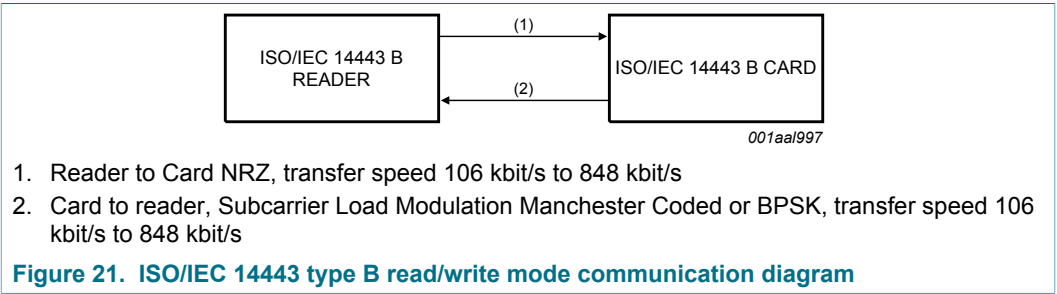 (1)
ISO/IEC 14443 B
READER
ISO/IEC 14443 B CARD
(2)
001aal997
1. Reader to Card NRZ, transfer speed 106 kbit/s to 848 kbit/s
2. Card to reader, Subcarrier Load Modulation Manchester Coded or BPSK, transfer speed 106
kbit/s to 848 kbit/s
Figure 21. ISO/IEC 14443 type B read/write mode communication diagram